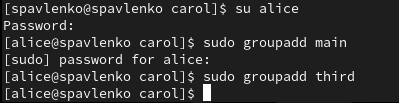 [spavlenko@spavlenko carol]$ su alice
Password:
[alice@spavlenko carol]$ sudo groupadd main
[sudo] password for alice:
[alice@spavlenko carol]$ sudo groupadd third
[alice@spavlenko carol]$